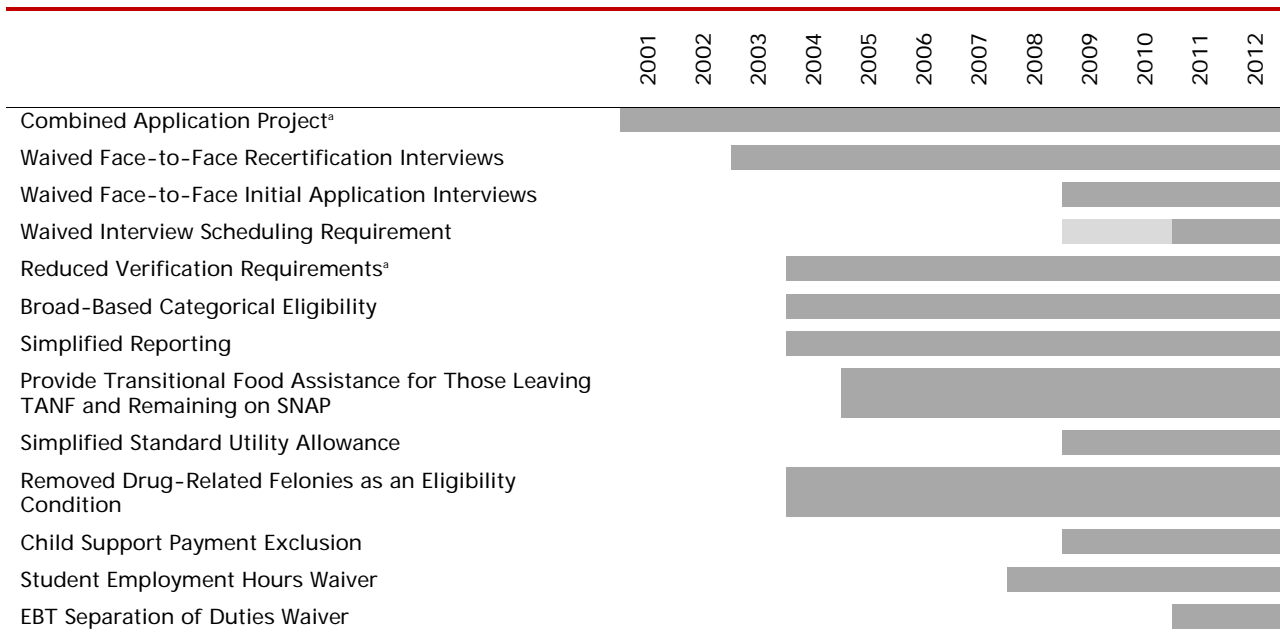 2001 2002 2003 2004 2005 2006 2007 2008 2009 2010 2011 2012
Combined Application Projectᵃ
Waived Face-to-Face Recertification Interviews
Waived Face-to-Face Initial Application Interviews
Waived Interview Scheduling Requirement
Reduced Verification Requirementsᵃ
Broad-Based Categorical Eligibility
Simplified Reporting
Provide Transitional Food Assistance for Those Leaving
TANF and Remaining on SNAP
Simplified Standard Utility Allowance
Removed Drug-Related Felonies as an Eligibility
Condition
Child Support Payment Exclusion
Student Employment Hours Waiver
EBT Separation of Duties Waiver